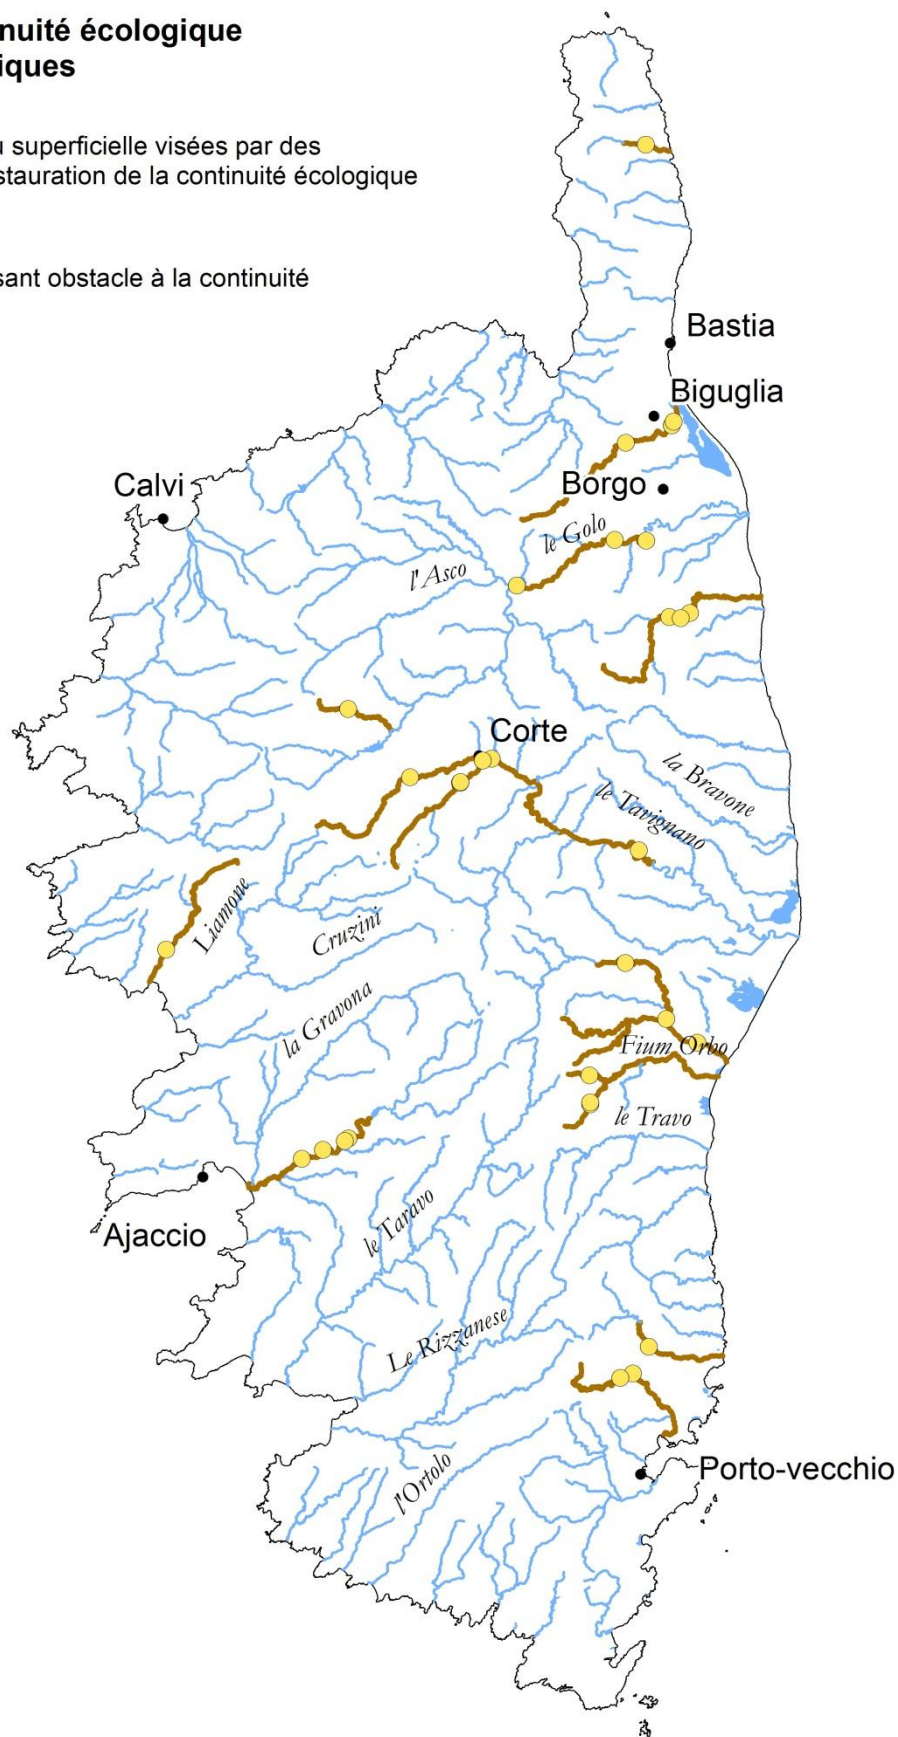 nuité écologique
iques
u superficielle visées par des
stauration de la continuité écologique
sant obstacle à la continuité
Bastia
Biguglia
Calvi
Borgo
le Golo
l'Asco
Corte
la Bravone
le Tavignano
Liamone
Cruzini
la Gravona
Fium Orbo
le Travo
le Taravo
Ajaccio
Le Rizzanese
l'Ortolo
Porto-vecchio